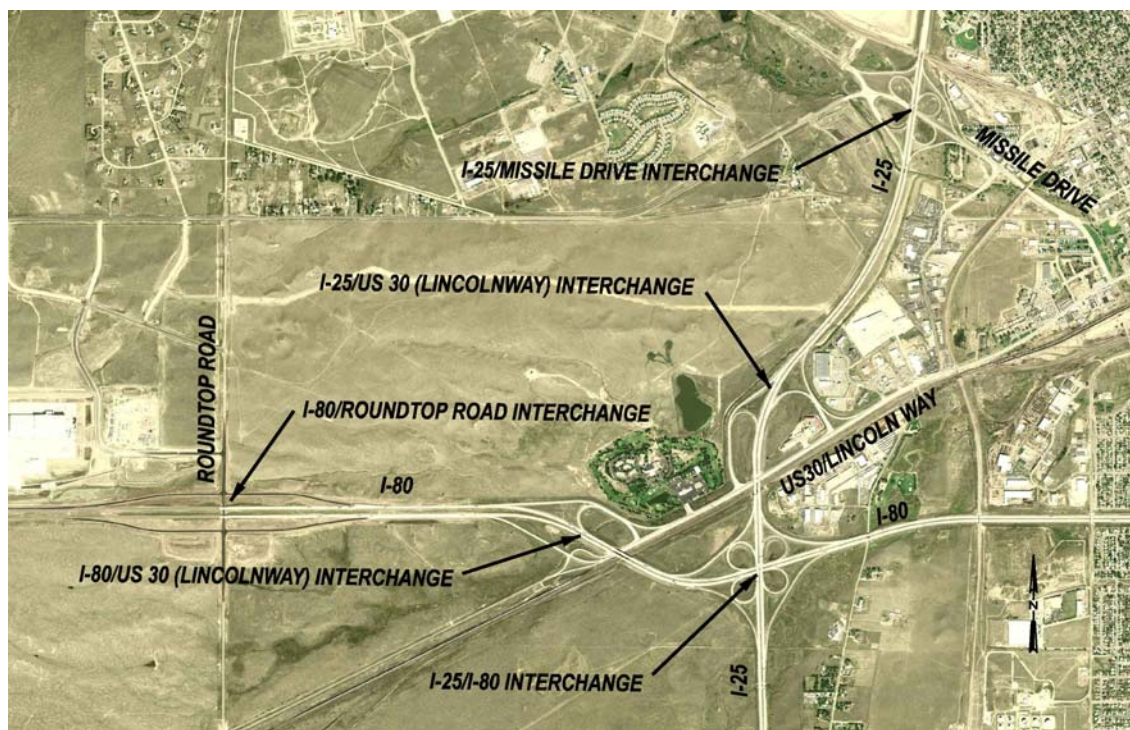 I-25/MISSILE DRIVE INTERCHANGE
I-25
MISSILE DRIVE
I-25/US 30 (LINCOLNWAY) INTERCHANGE
ROUNDTOP ROAD
I-80/ROUNDTOP ROAD INTERCHANGE
US30/LINCOLN WAY
I-80
I-80
I-80/US 30 (LINCOLNWAY) INTERCHANGE
N
I-25/I-80 INTERCHANGE
I-25